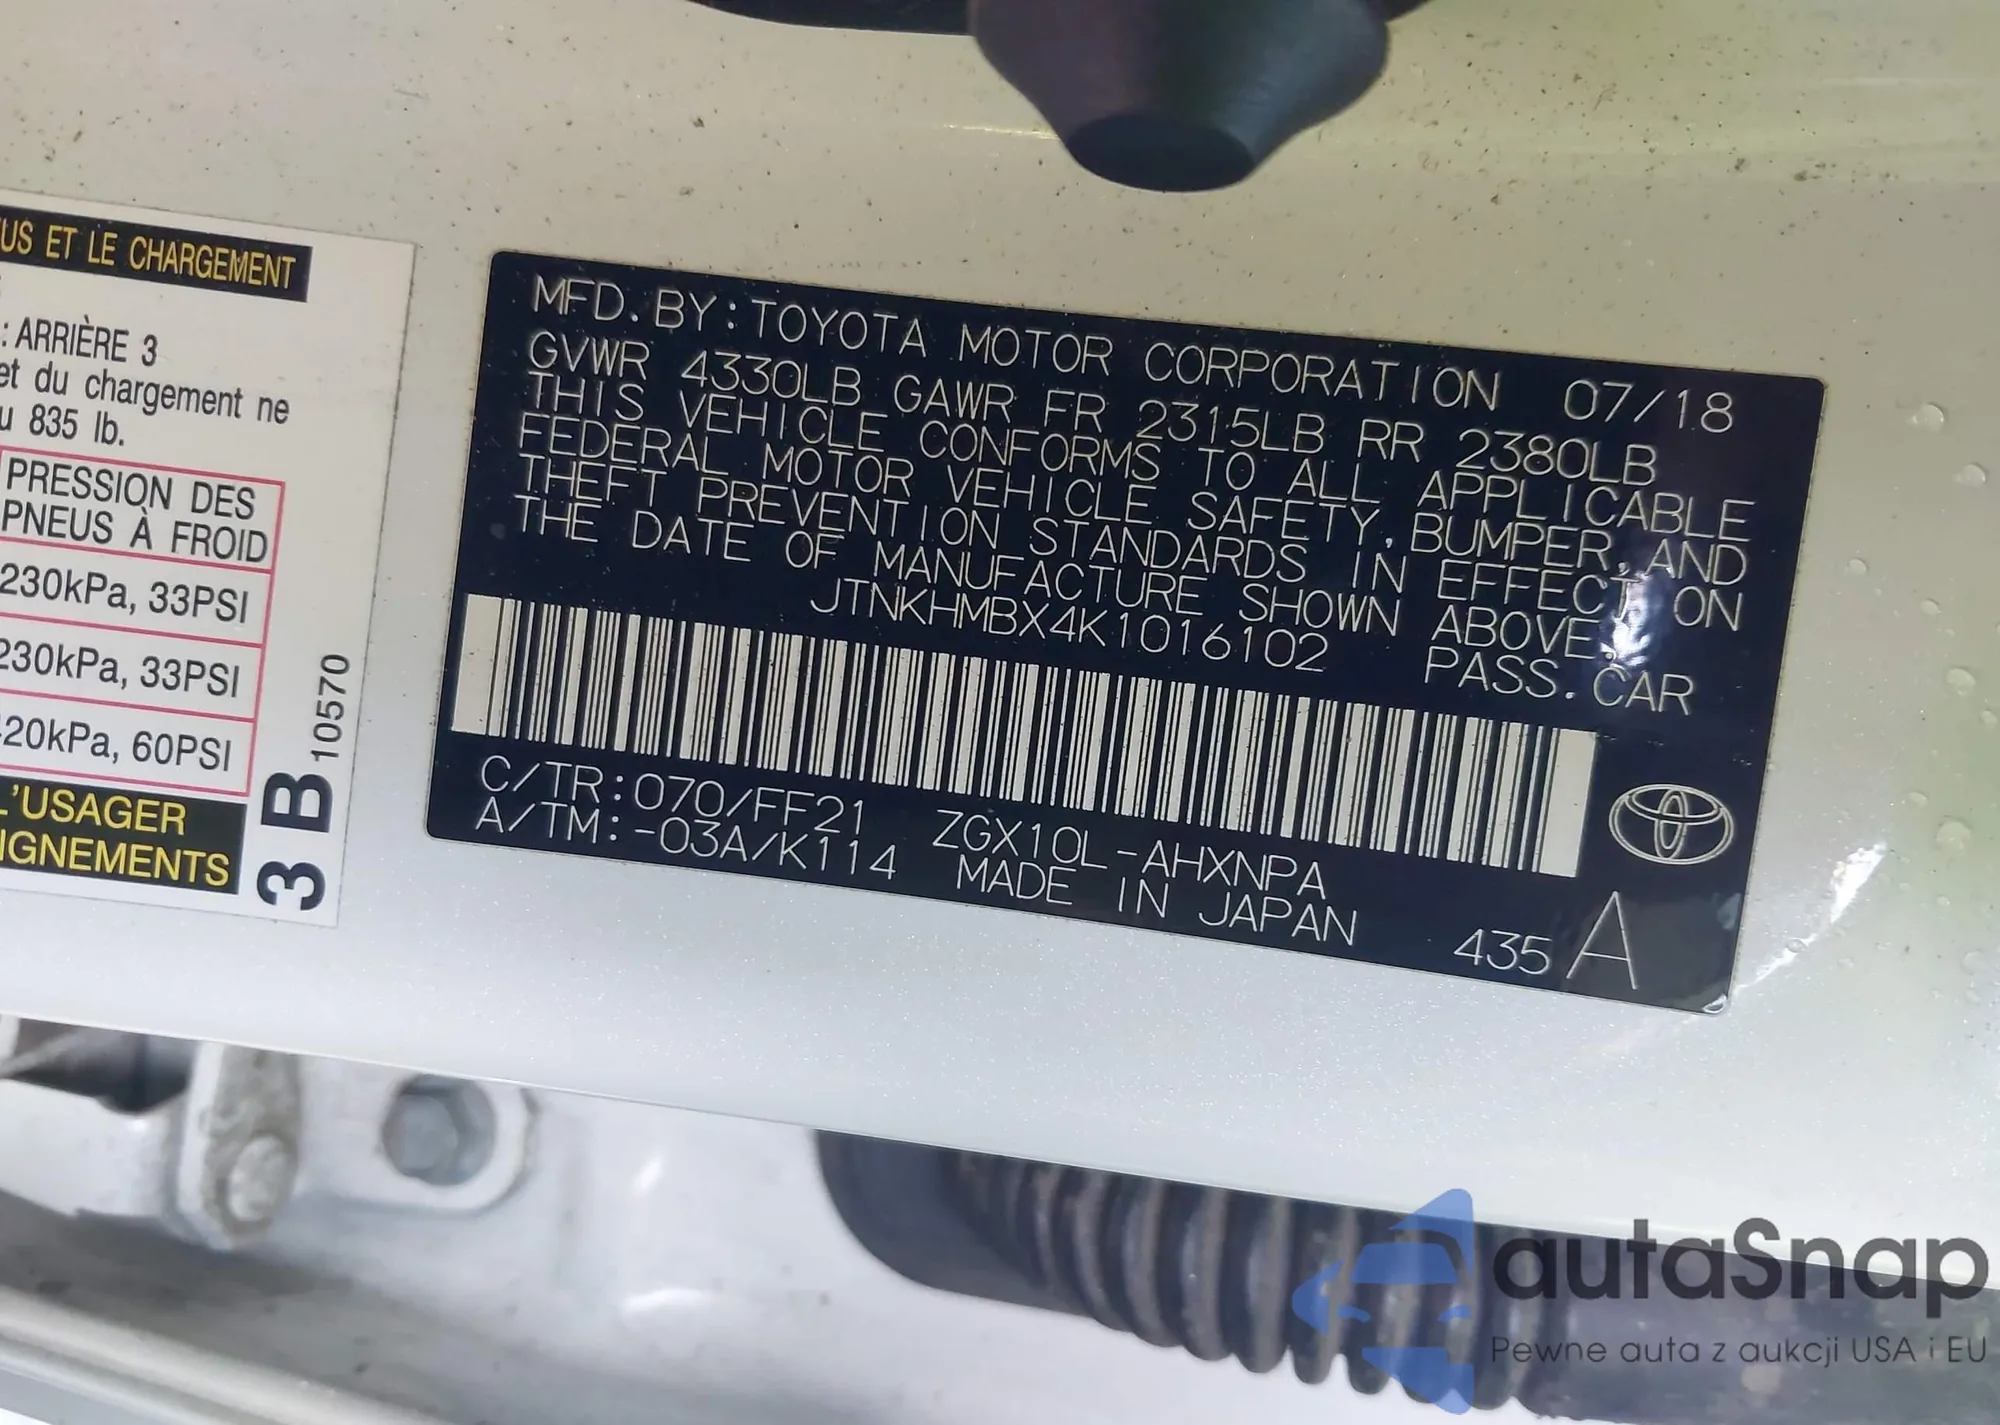 US ET LE CHARGEMENT
: ARRIÈRE 3
et du chargement ne
835 lb.
PRESSION DES
PNEUS À FROID
230kPa, 33PSI
230kPa, 33PSI
420kPa, 60PSI
L'USAGER
IGNEMENTS
3 B 10570
MFD. BY: TOYOTA MOTOR CORPORATION 07/18
GVWR 4330LB GAWR FR 2315LB RR 2380LB
THIS VEHICLE CONFORMS TO ALL APPLICABLE
FEDERAL MOTOR VEHICLE SAFETY, BUMPER, AND
THEFT PREVENTION STANDARDS IN EFFECT ON
THE DATE OF MANUFACTURE SHOWN ABOVE.
JTNKHMBX4K1016102 PASS. CAR
C/TR: 070/FF21 ZGX10L-AHXNPA
A/TM: -03A/K114 MADE IN JAPAN 435 A
autaSnap
Pewne auta z aukcji USA i EU